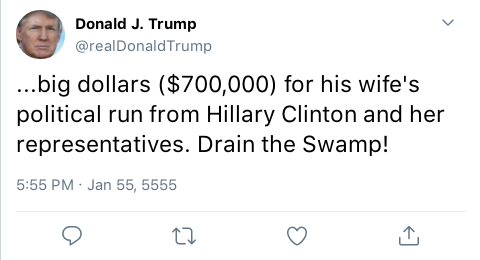 Donald J. Trump
@realDonaldTrump
...big dollars ($700,000) for his wife's
political run from Hillary Clinton and her
representatives. Drain the Swamp!
5:55 PM · Jan 55, 5555